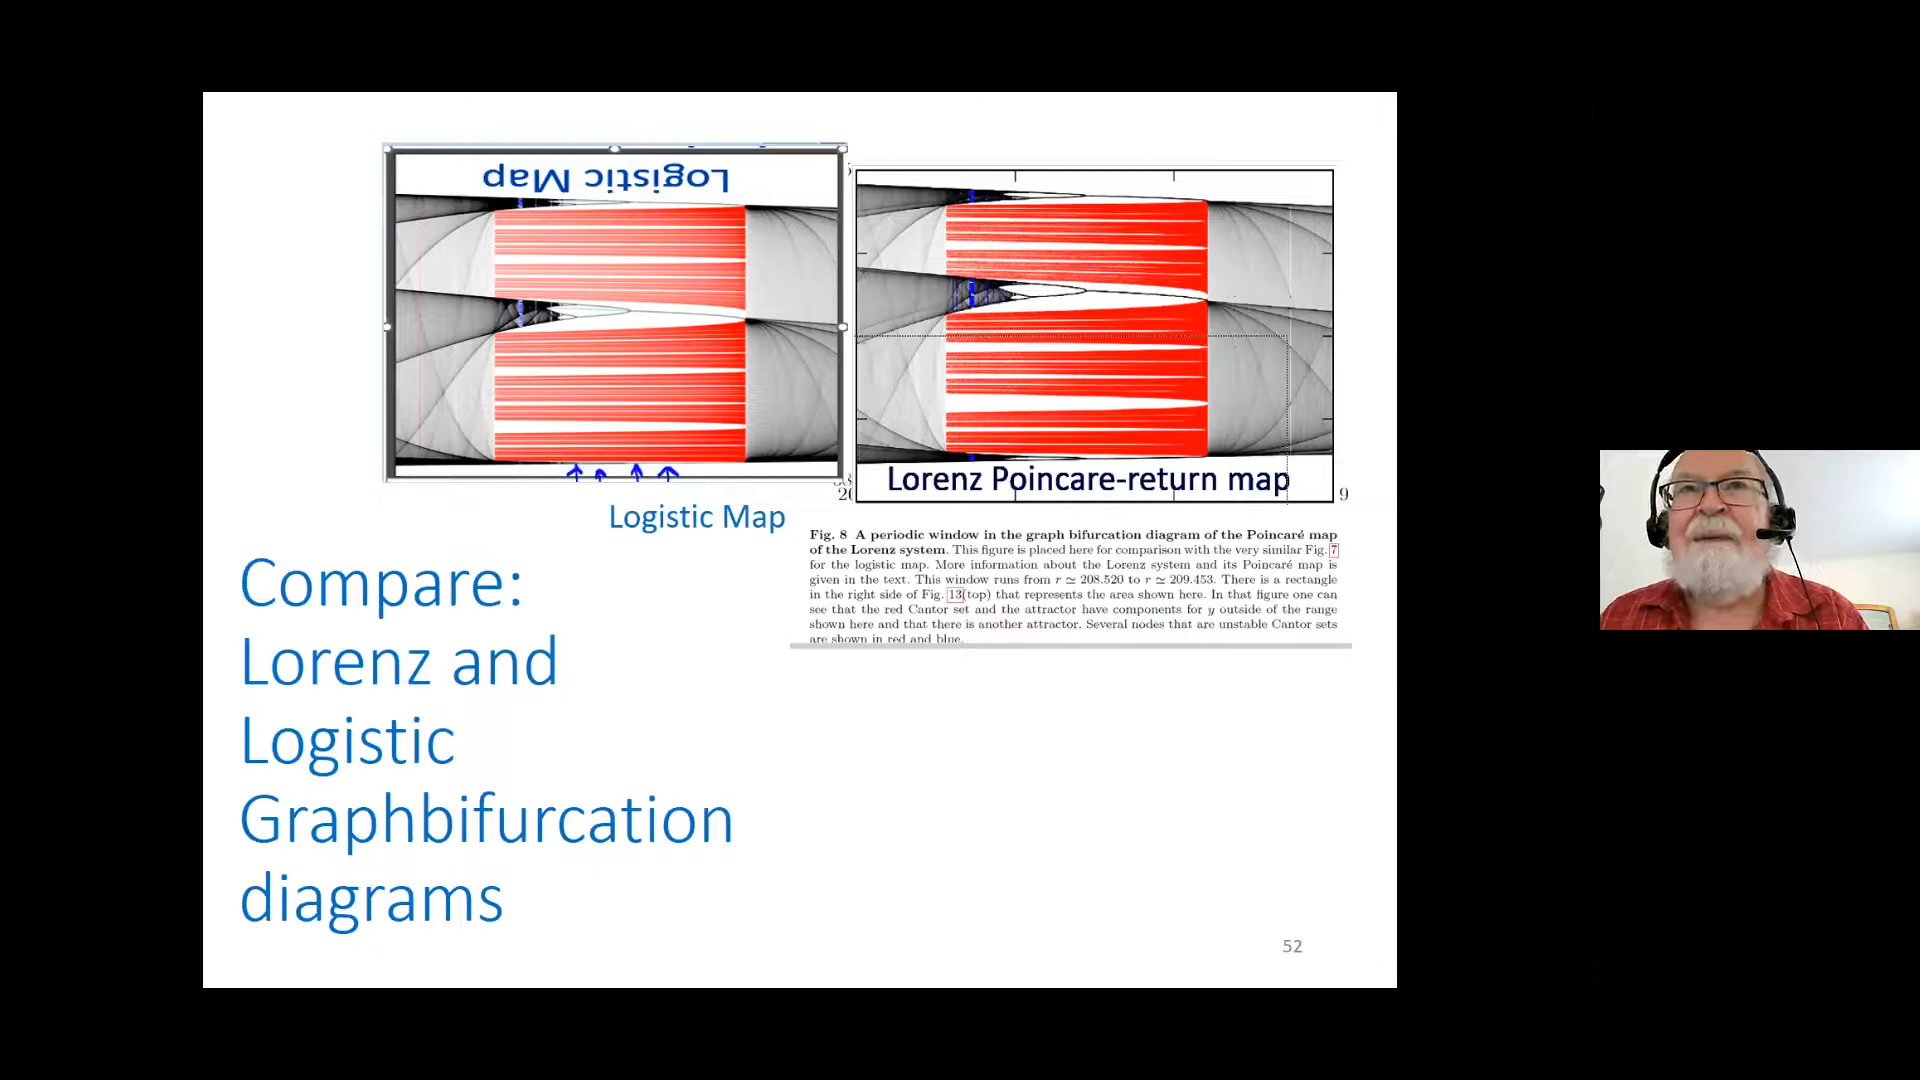 Logistic Map
Lorenz Poincare-return map
9
Logistic Map
Fig. 8 A periodic window in the graph bifurcation diagram of the Poincaré map
of the Lorenz system. This figure is placed here for comparison with the very similar Fig. 7
for the logistic map. More information about the Lorenz system and its Poincaré map is
given in the text. This window runs from r ≃ 208.520 to r ≃ 209.453. There is a rectangle
in the right side of Fig. 13(top) that represents the area shown here. In that figure one can
see that the red Cantor set and the attractor have components for y outside of the range
shown here and that there is another attractor. Several nodes that are unstable Cantor sets
are shown in red and blue.
Compare:
Lorenz and
Logistic
Graphbifurcation
diagrams
52